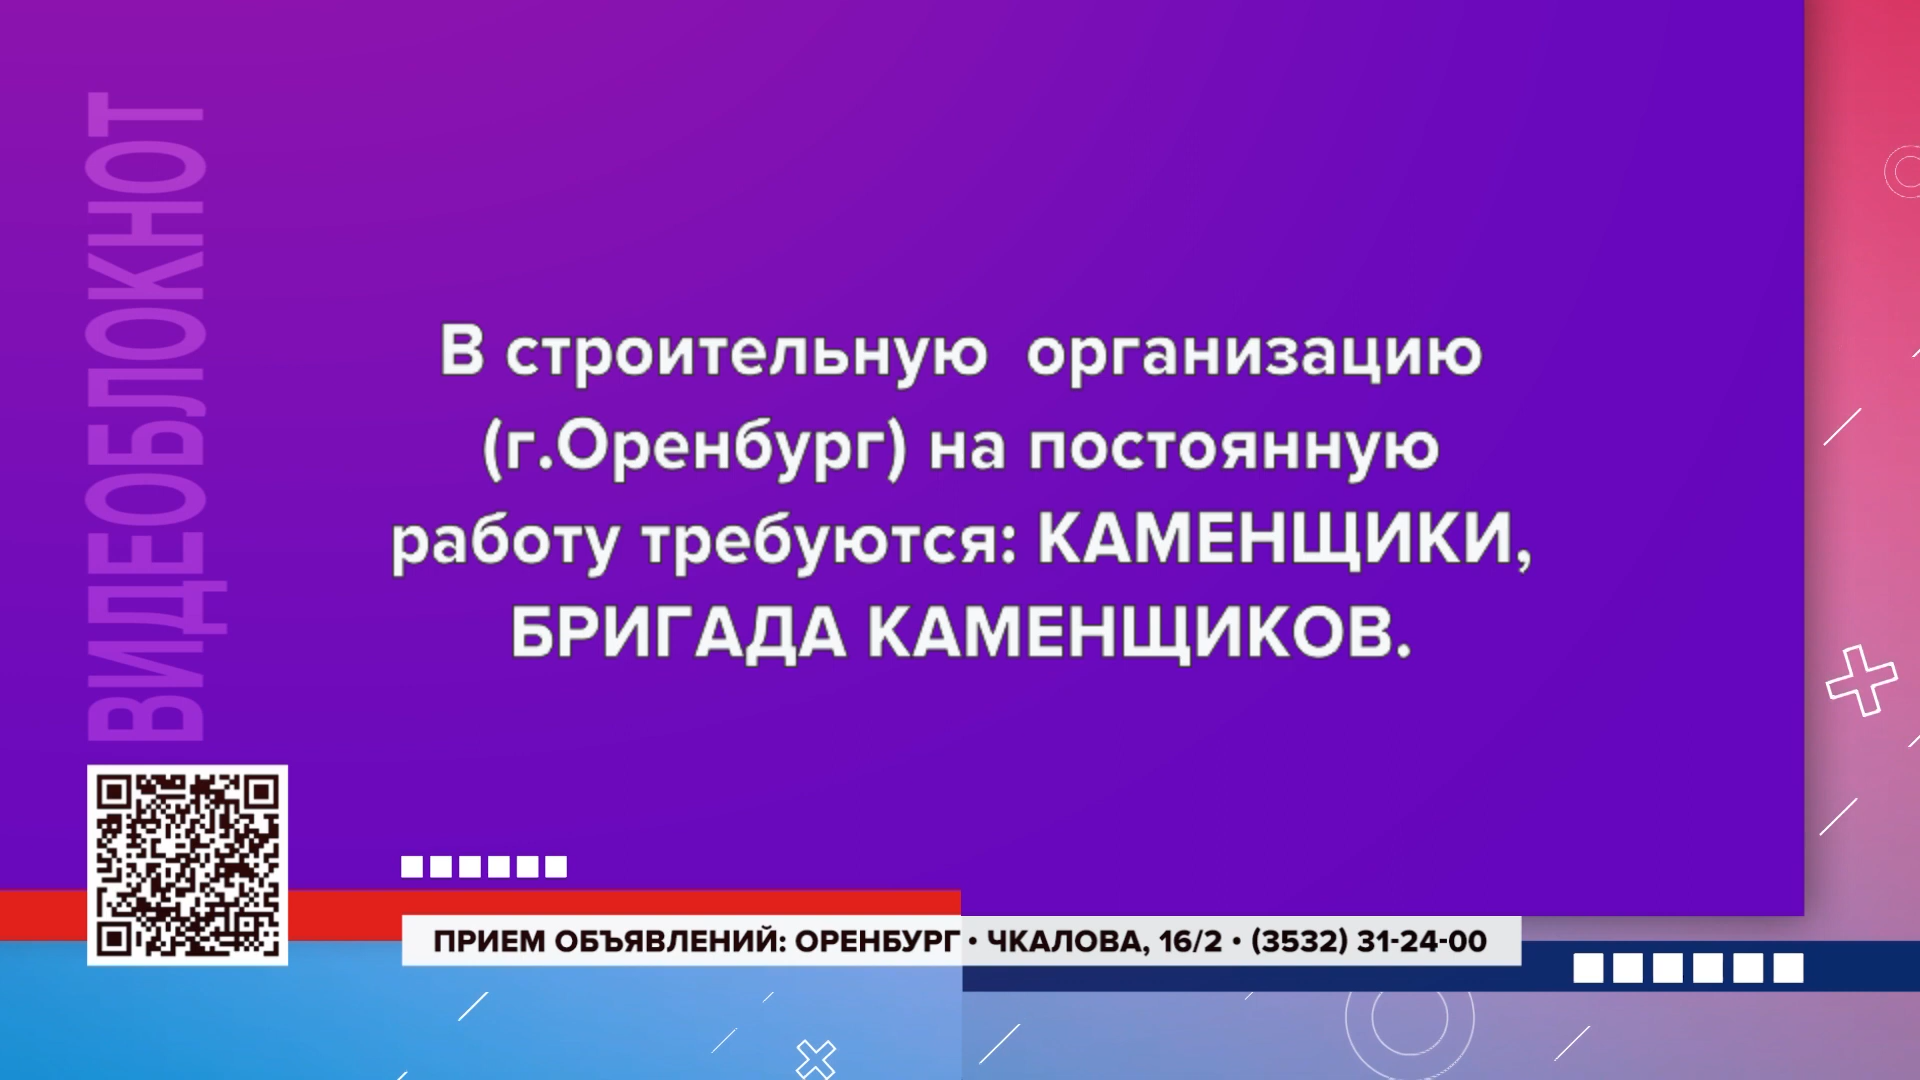 ВИДЕОБЛОКНОТ
В строительную  организацию
(г.Оренбург) на постоянную
работу требуются: КАМЕНЩИКИ,
БРИГАДА КАМЕНЩИКОВ.
ПРИЕМ ОБЪЯВЛЕНИЙ: ОРЕНБУРГ • ЧКАЛОВА, 16/2 • (3532) 31-24-00